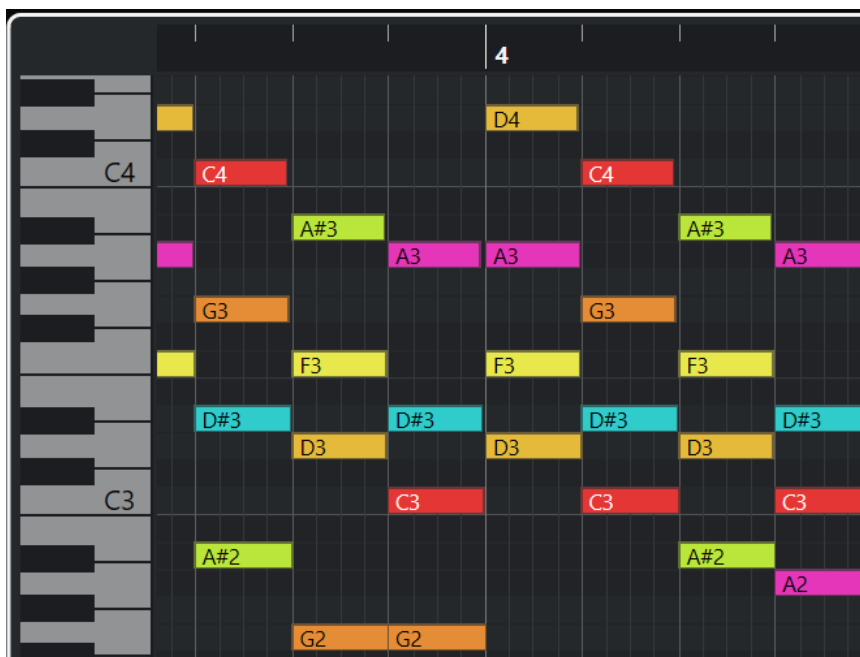 4
D4
C4 C4 C4
A#3 A#3
A3 A3 A3
G3 G3
F3 F3 F3
D#3 D#3 D#3 D#3
D3 D3 D3
C3 C3 C3 C3
A#2 A#2
A2
G2 G2